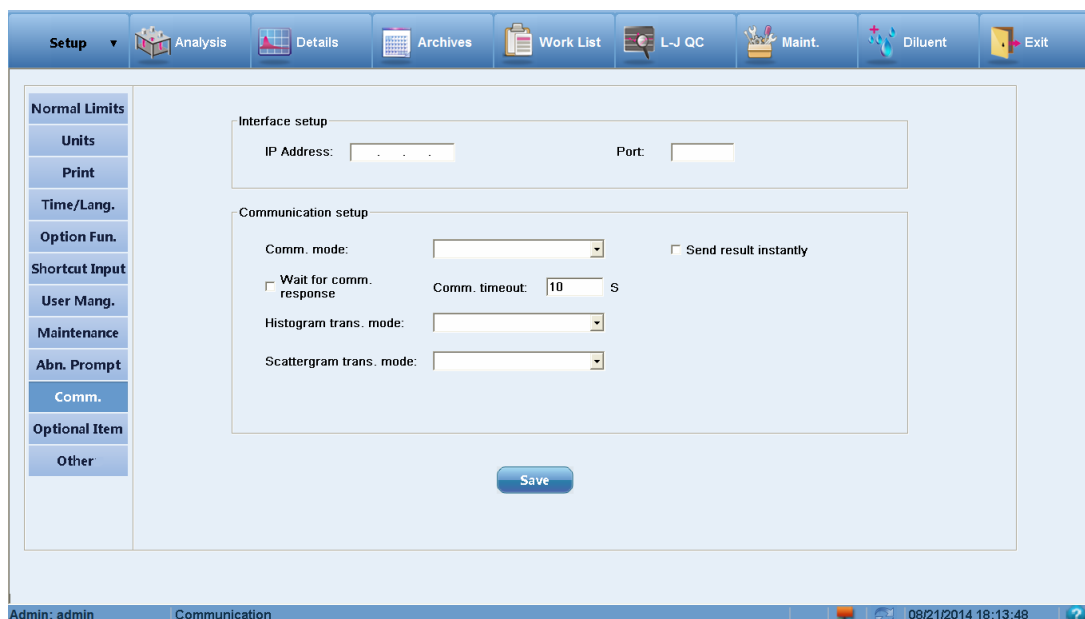 Setup ▼ Analysis Details Archives Work List L-J QC Maint. Diluent Exit
Normal Limits
Units
Print
Time/Lang.
Option Fun.
Shortcut Input
User Mang.
Maintenance
Abn. Prompt
Comm.
Optional Item
Other
Interface setup
IP Address: . . . Port:
Communication setup
Comm. mode: Send result instantly
Wait for comm.
response
Comm. timeout: 10 S
Histogram trans. mode:
Scattergram trans. mode:
Save
Admin: admin Communication 08/21/2014 18:13:48 ?